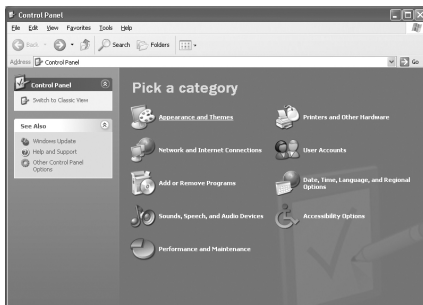 Control Panel
File Edit View Favorites Tools Help
Back Search Folders
Address Control Panel Go
Control Panel
Switch to Classic View
See Also
Windows Update
Help and Support
Other Control Panel
Options
Pick a category
Appearance and Themes
Printers and Other Hardware
Network and Internet Connections
User Accounts
Add or Remove Programs
Date, Time, Language, and Regional
Options
Sounds, Speech, and Audio Devices
Accessibility Options
Performance and Maintenance